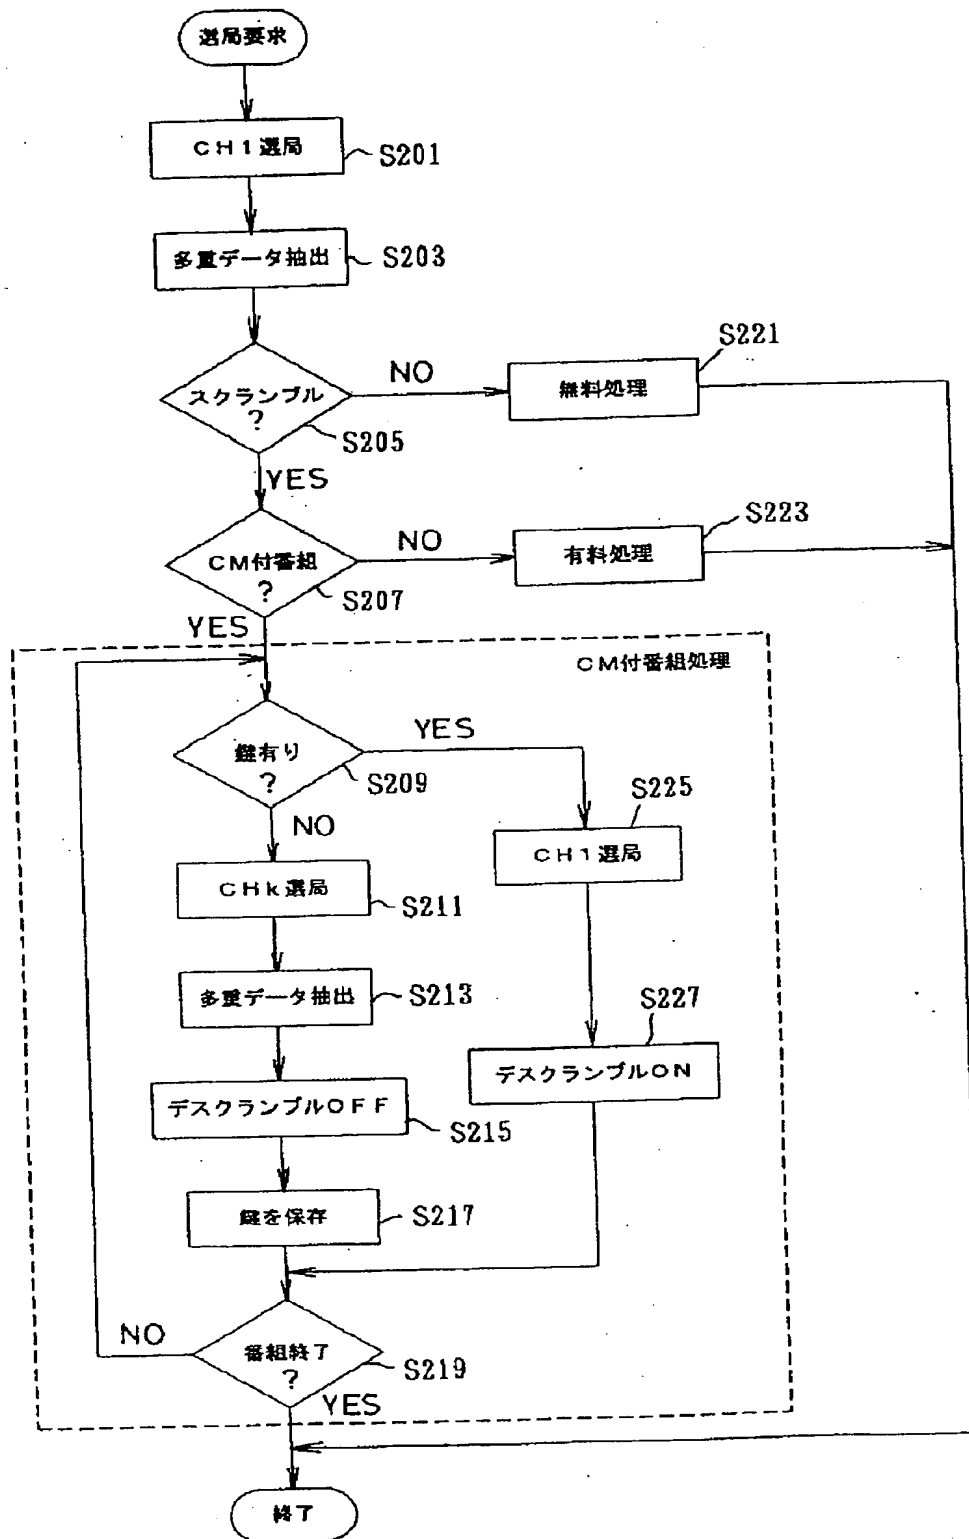 選局要求
CH1選局
S201
多重データ抽出
S203
スクランブル
?
S205
NO
無料処理
S221
YES
CM付番組
?
S207
NO
有料処理
S223
YES
CM付番組処理
鍵有り
?
S209
YES
NO
CH1選局
S225
CHk選局
S211
多重データ抽出
S213
デスクランブルON
S227
デスクランブルOFF
S215
鍵を保存
S217
番組終了
?
S219
NO
YES
終了